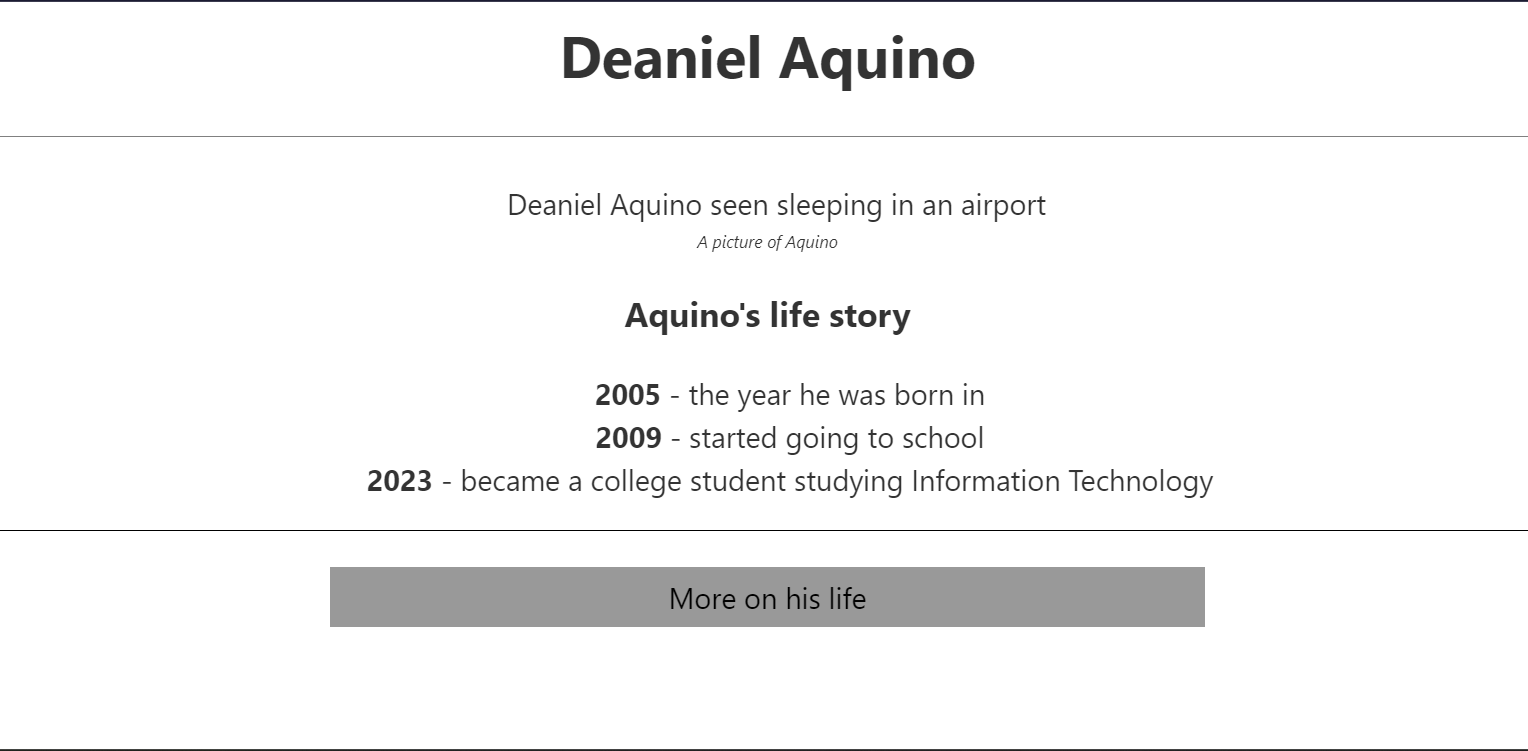 Deaniel Aquino
Deaniel Aquino seen sleeping in an airport
A picture of Aquino
Aquino's life story
2005 - the year he was born in
2009 - started going to school
2023 - became a college student studying Information Technology
More on his life